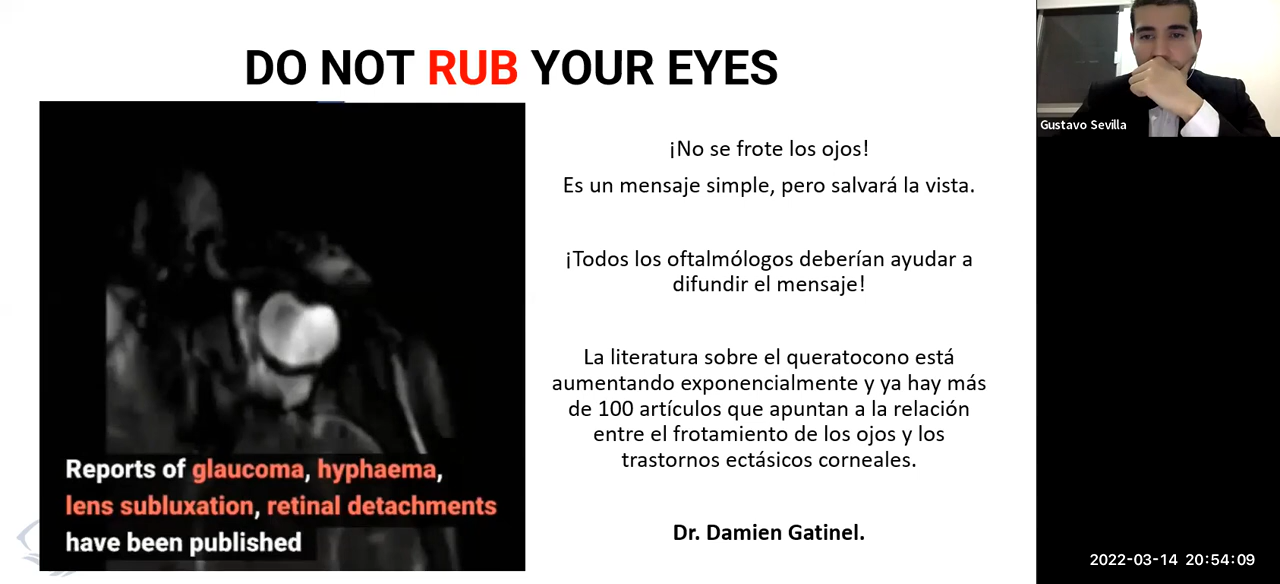 DO NOT RUB YOUR EYES
¡No se frote los ojos!
Es un mensaje simple, pero salvará la vista.
¡Todos los oftalmólogos deberían ayudar a
difundir el mensaje!
La literatura sobre el queratocono está
aumentando exponencialmente y ya hay más
de 100 artículos que apuntan a la relación
entre el frotamiento de los ojos y los
trastornos ectásicos corneales.
Dr. Damien Gatinel.
Reports of glaucoma, hyphaema,
lens subluxation, retinal detachments
have been published
Gustavo Sevilla
2022-03-14 20:54:09